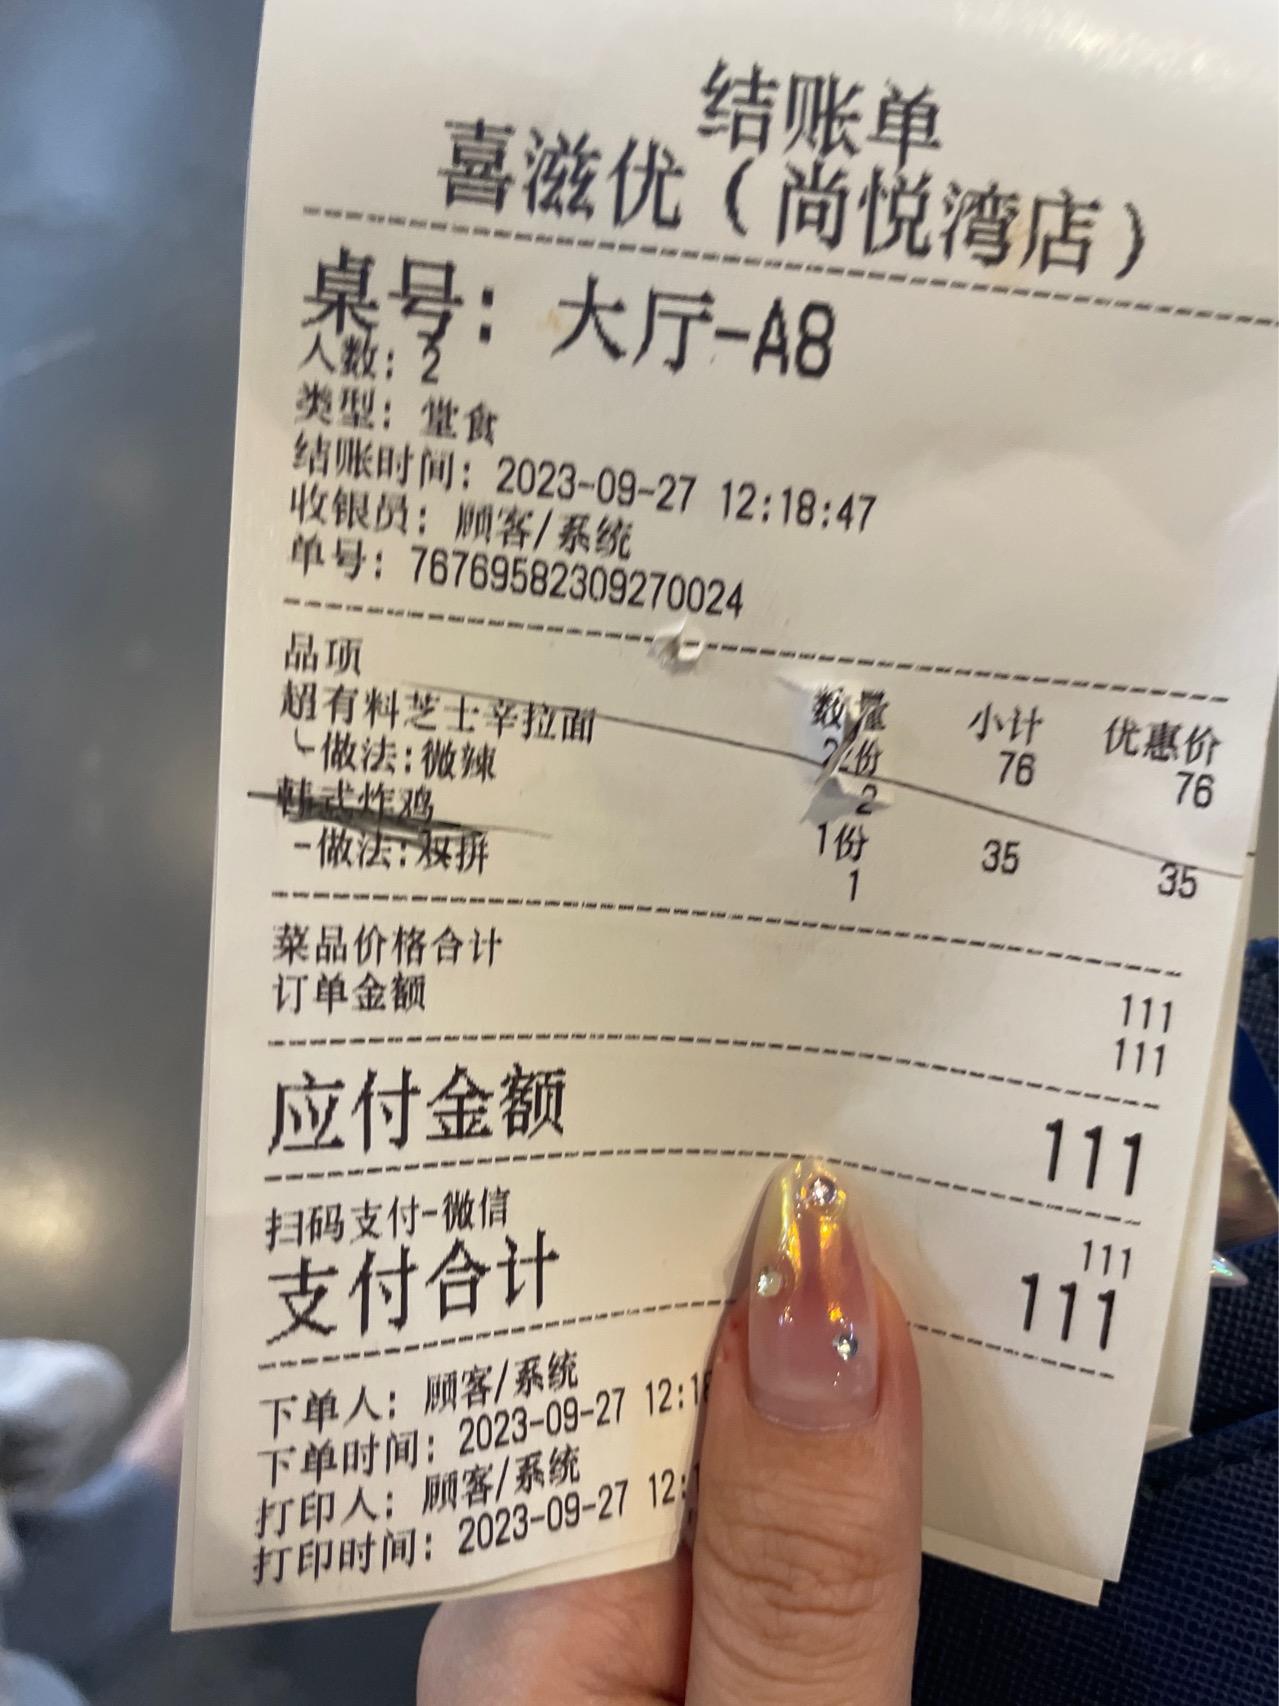 结账单
喜滋优（尚悦湾店）
桌号：大厅-A8
人数：2
类型：堂食
结账时间：2023-09-27 12:18:47
收银员：顾客/系统
单号：76769582309270024
品项 数量 小计 优惠价
超有料芝士辛拉面 2份 76 76
└做法:微辣 2
韩式炸鸡 1份 35 35
-做法:双拼 1
菜品价格合计 111
订单金额 111
应付金额 111
扫码支付-微信 111
支付合计 111
下单人：顾客/系统
下单时间：2023-09-27
打印人：顾客/系统
打印时间：2023-09-27